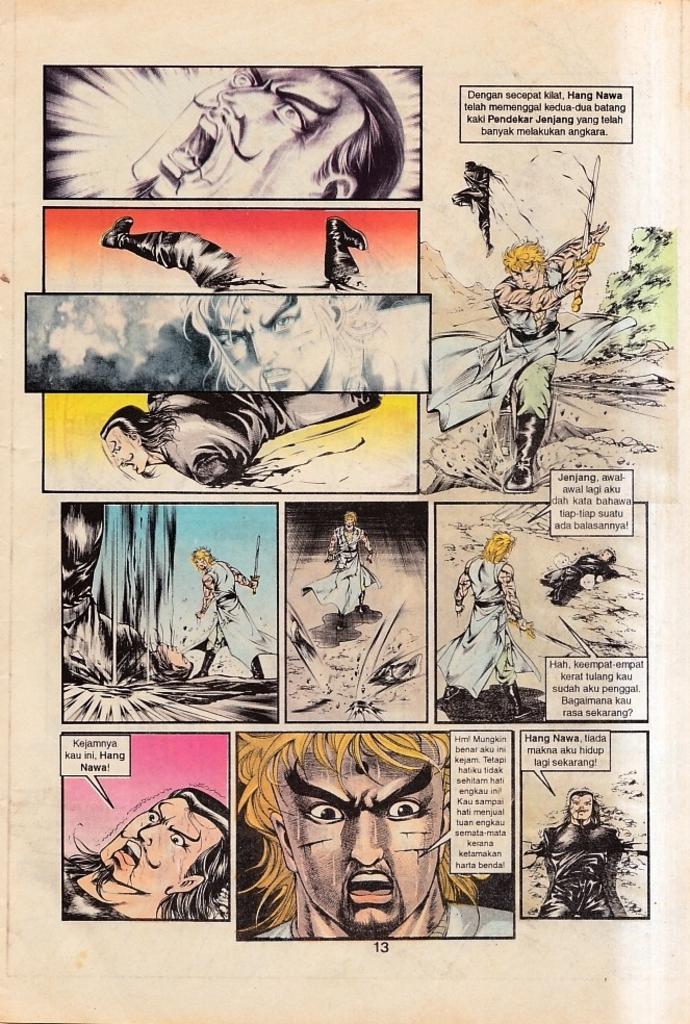 Dengan secepat kilat, Hang Nawa
telah memenggal kedua-dua batang
kaki Pendekar Jenjang yang telah
banyak melakukan angkara.
Jenjang, awal-
awal lagi aku
dah kata bahawa
tiap-tiap suatu
ada balasannya!
Hah, keempat-empat
kerat tulang kau
sudah aku penggal.
Bagaimana kau
rasa sekarang?
Kejamnya
kau ini, Hang
Nawa!
Hm! Mungkin
benar aku ini
kejam. Tetapi
hatiku tidak
sehitam hati
engkau ini!
Kau sampai
hati menjual
tuan engkau
semata-mata
kerana
ketamakan
harta benda!
Hang Nawa, tiada
makna aku hidup
lagi sekarang!
13